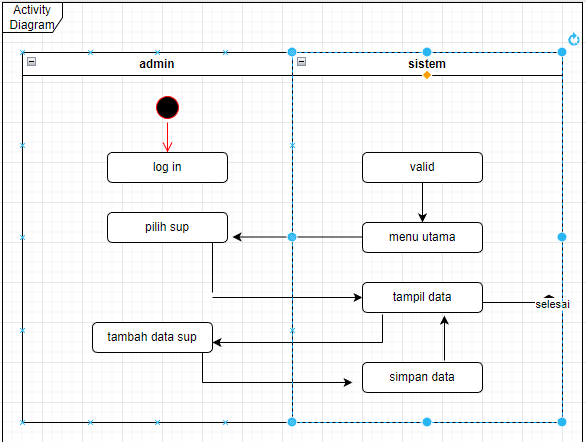 Activity
Diagram
admin
sistem
log in
valid
pilih sup
menu utama
tampil data
selesai
tambah data sup
simpan data